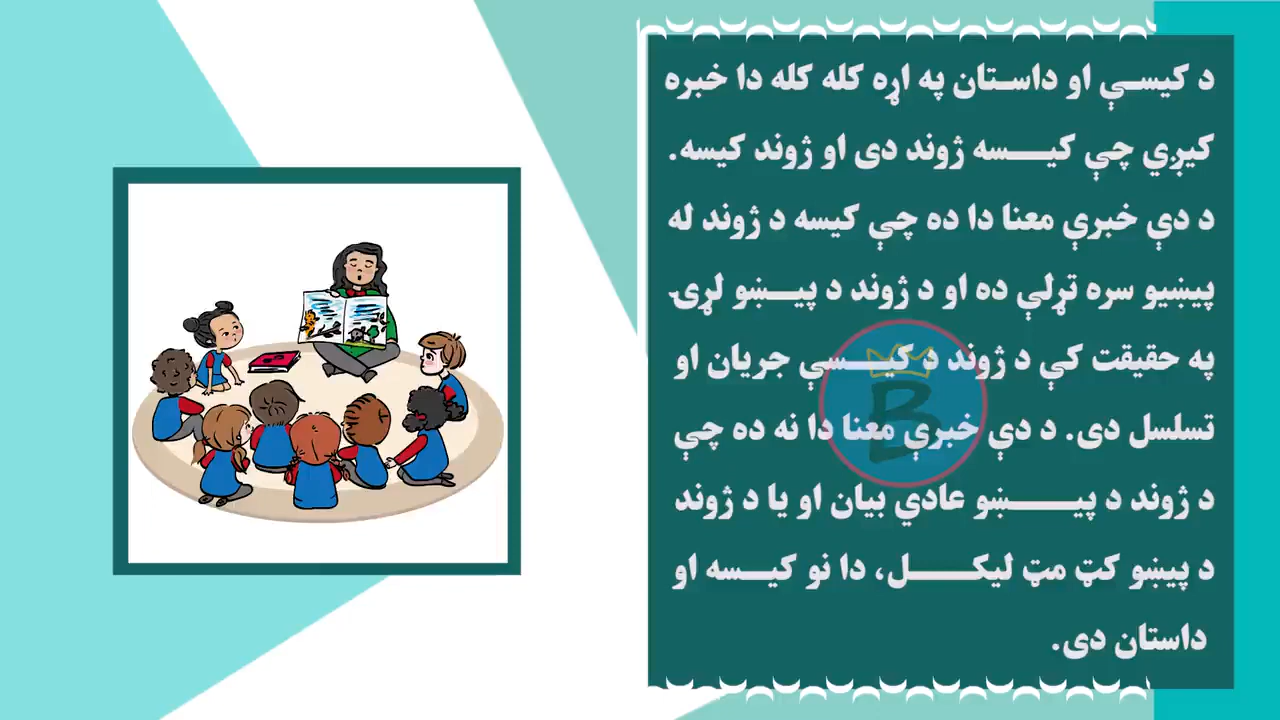 د کیسې او داستان په اړه کله کله دا خبره
کیږي چې کیسه ژوند دی او ژوند کیسه.
د دې خبرې معنا دا ده چې کیسه د ژوند له
پیښیو سره تړلې ده او د ژوند د پیښو لړۍ
په حقیقت کې د ژوند د کیسې جریان او
تسلسل دی. د دې خبرې معنا دا نه ده چې
د ژوند د پیښو عادي بیان او یا د ژوند
د پیښو کټ مټ لیکل، دا نو کیسه او
داستان دی.
B